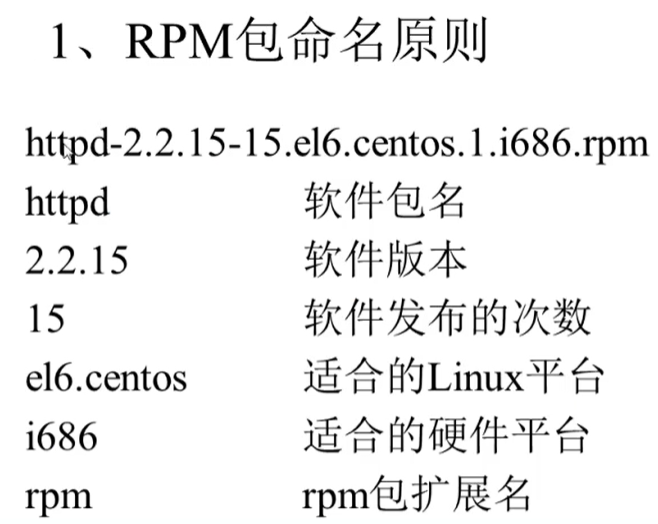 1、RPM包命名原则
httpd-2.2.15-15.el6.centos.1.i686.rpm
httpd 软件包名
2.2.15 软件版本
15 软件发布的次数
el6.centos 适合的Linux平台
i686 适合的硬件平台
rpm rpm包扩展名